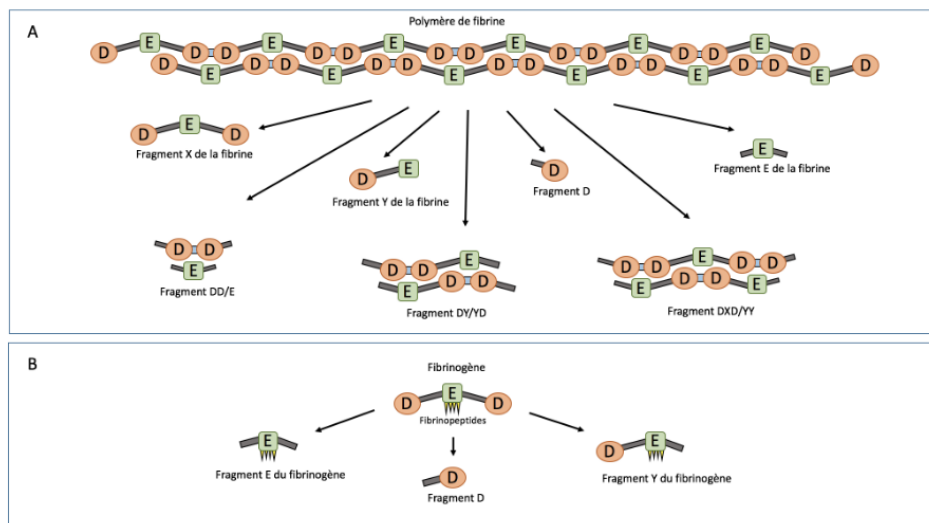 A
Polymère de fibrine
E E E E E E
D D D D D D D D D D D D
D D D D D D D D D D D D
E E E E E E
E
D D
Fragment X de la fibrine
D E
Fragment Y de la fibrine
D
Fragment D
E
Fragment E de la fibrine
D D
E
Fragment DD/E
D D E
E D D
Fragment DY/YD
D D E D D
E D D E
Fragment DXD/YY
B
Fibrinogène
D E D
Fibrinopeptides
E
Fragment E du fibrinogène
D
Fragment D
D E
Fragment Y du fibrinogène